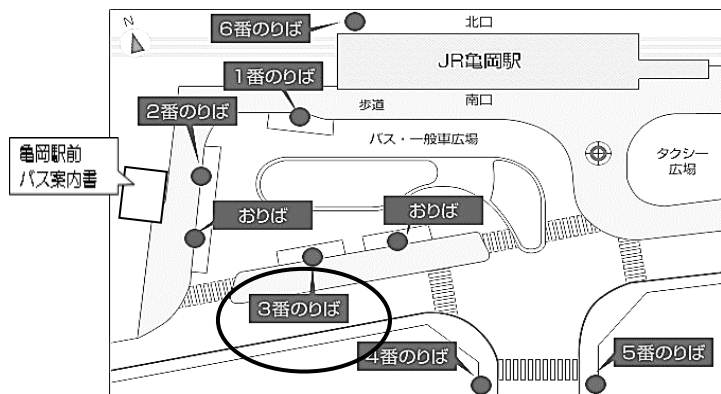 N
6番のりば
北口
JR亀岡駅
1番のりば
歩道
南口
2番のりば
バス・一般車広場
亀岡駅前
バス案内書
タクシー
広場
おりば
おりば
3番のりば
4番のりば
5番のりば